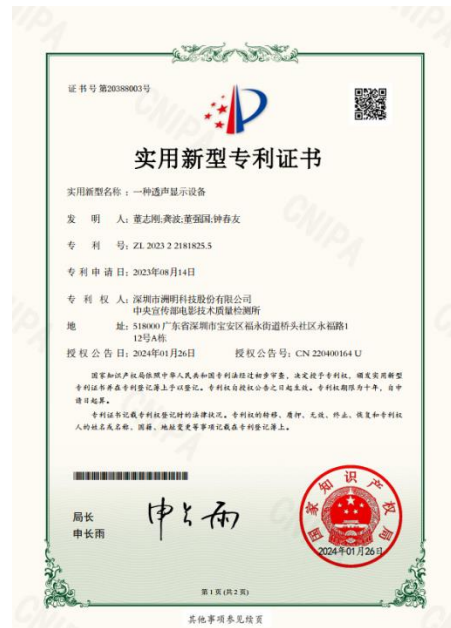 证书号第20388003号
实用新型专利证书
实用新型名称：一种透声显示设备
发明人：董志刚;龚波;董强国;钟春友
专利号：ZL 2023 2 2181825.5
专利申请日：2023年08月14日
专利权人：深圳市洲明科技股份有限公司
中央宣传部电影技术质量检测所
地址：518000 广东省深圳市宝安区福永街道桥头社区永福路1
12号A栋
授权公告日：2024年01月26日 授权公告号：CN 220400164 U
国家知识产权局依照中华人民共和国专利法经过初步审查，决定授予专利权，颁发实用新型
专利证书并在专利登记簿上予以登记。专利权自授权公告之日起生效。专利权期限为十年，自申
请日起算。
专利证书记载专利权登记时的法律状况。专利权的转移、质押、无效、终止、恢复和专利权
人的姓名或名称、国籍、地址变更等事项记载在专利登记簿上。
局长
申长雨
申长雨
国家知识产权局
2024年01月26日
第 1 页 (共 2 页)
其他事项参见续页
CNIPA